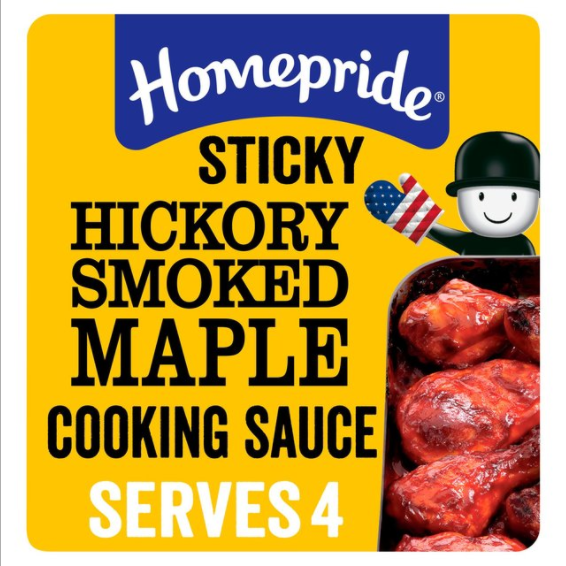 Homepride®
STICKY
HICKORY
SMOKED
MAPLE
COOKING SAUCE
SERVES 4